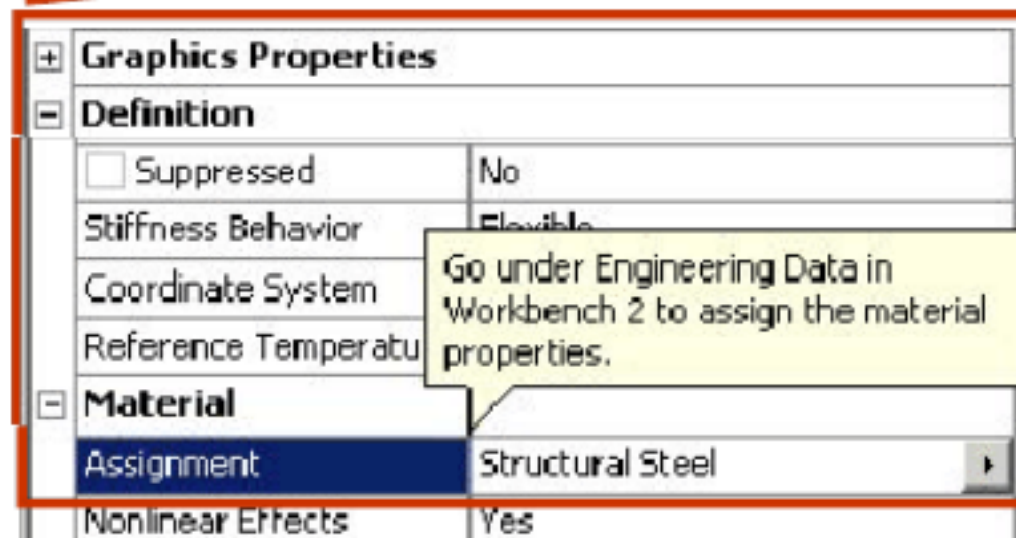 Graphics Properties
Definition
Suppressed No
Stiffness Behavior Flexible
Coordinate System
Reference Temperatu
Go under Engineering Data in
Workbench 2 to assign the material
properties.
Material
Assignment Structural Steel
Nonlinear Effects Yes